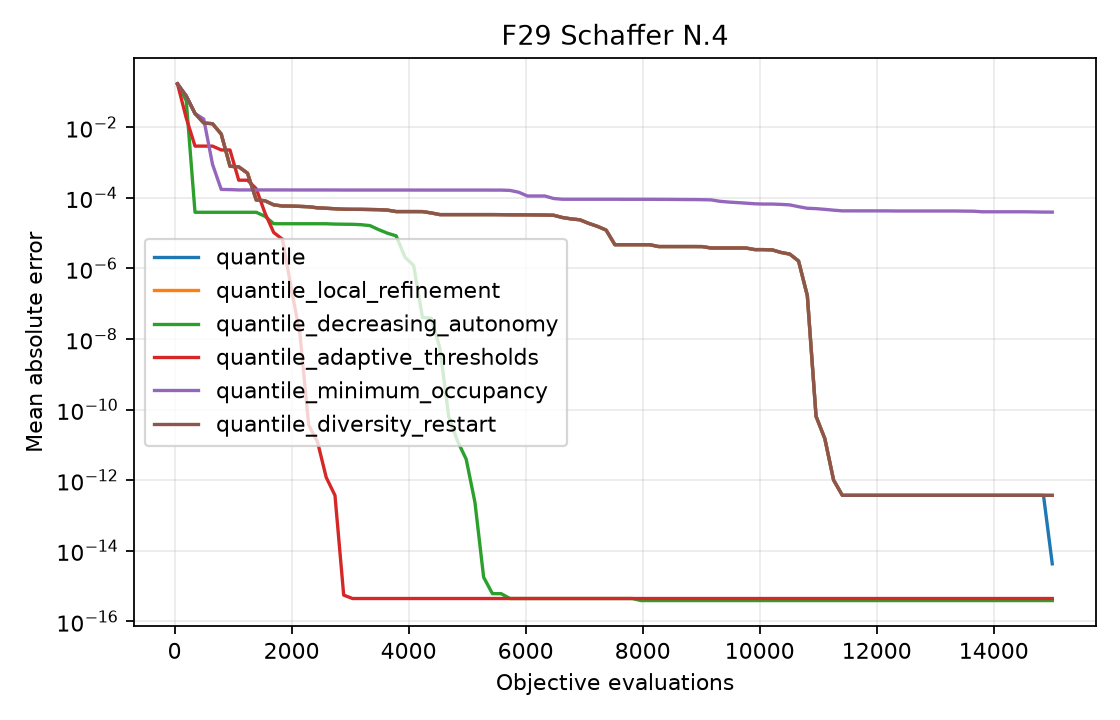 F29 Schaffer N.4
Mean absolute error
10⁻²
10⁻⁴
10⁻⁶
10⁻⁸
10⁻¹⁰
10⁻¹²
10⁻¹⁴
10⁻¹⁶
quantile
quantile_local_refinement
quantile_decreasing_autonomy
quantile_adaptive_thresholds
quantile_minimum_occupancy
quantile_diversity_restart
0 2000 4000 6000 8000 10000 12000 14000
Objective evaluations